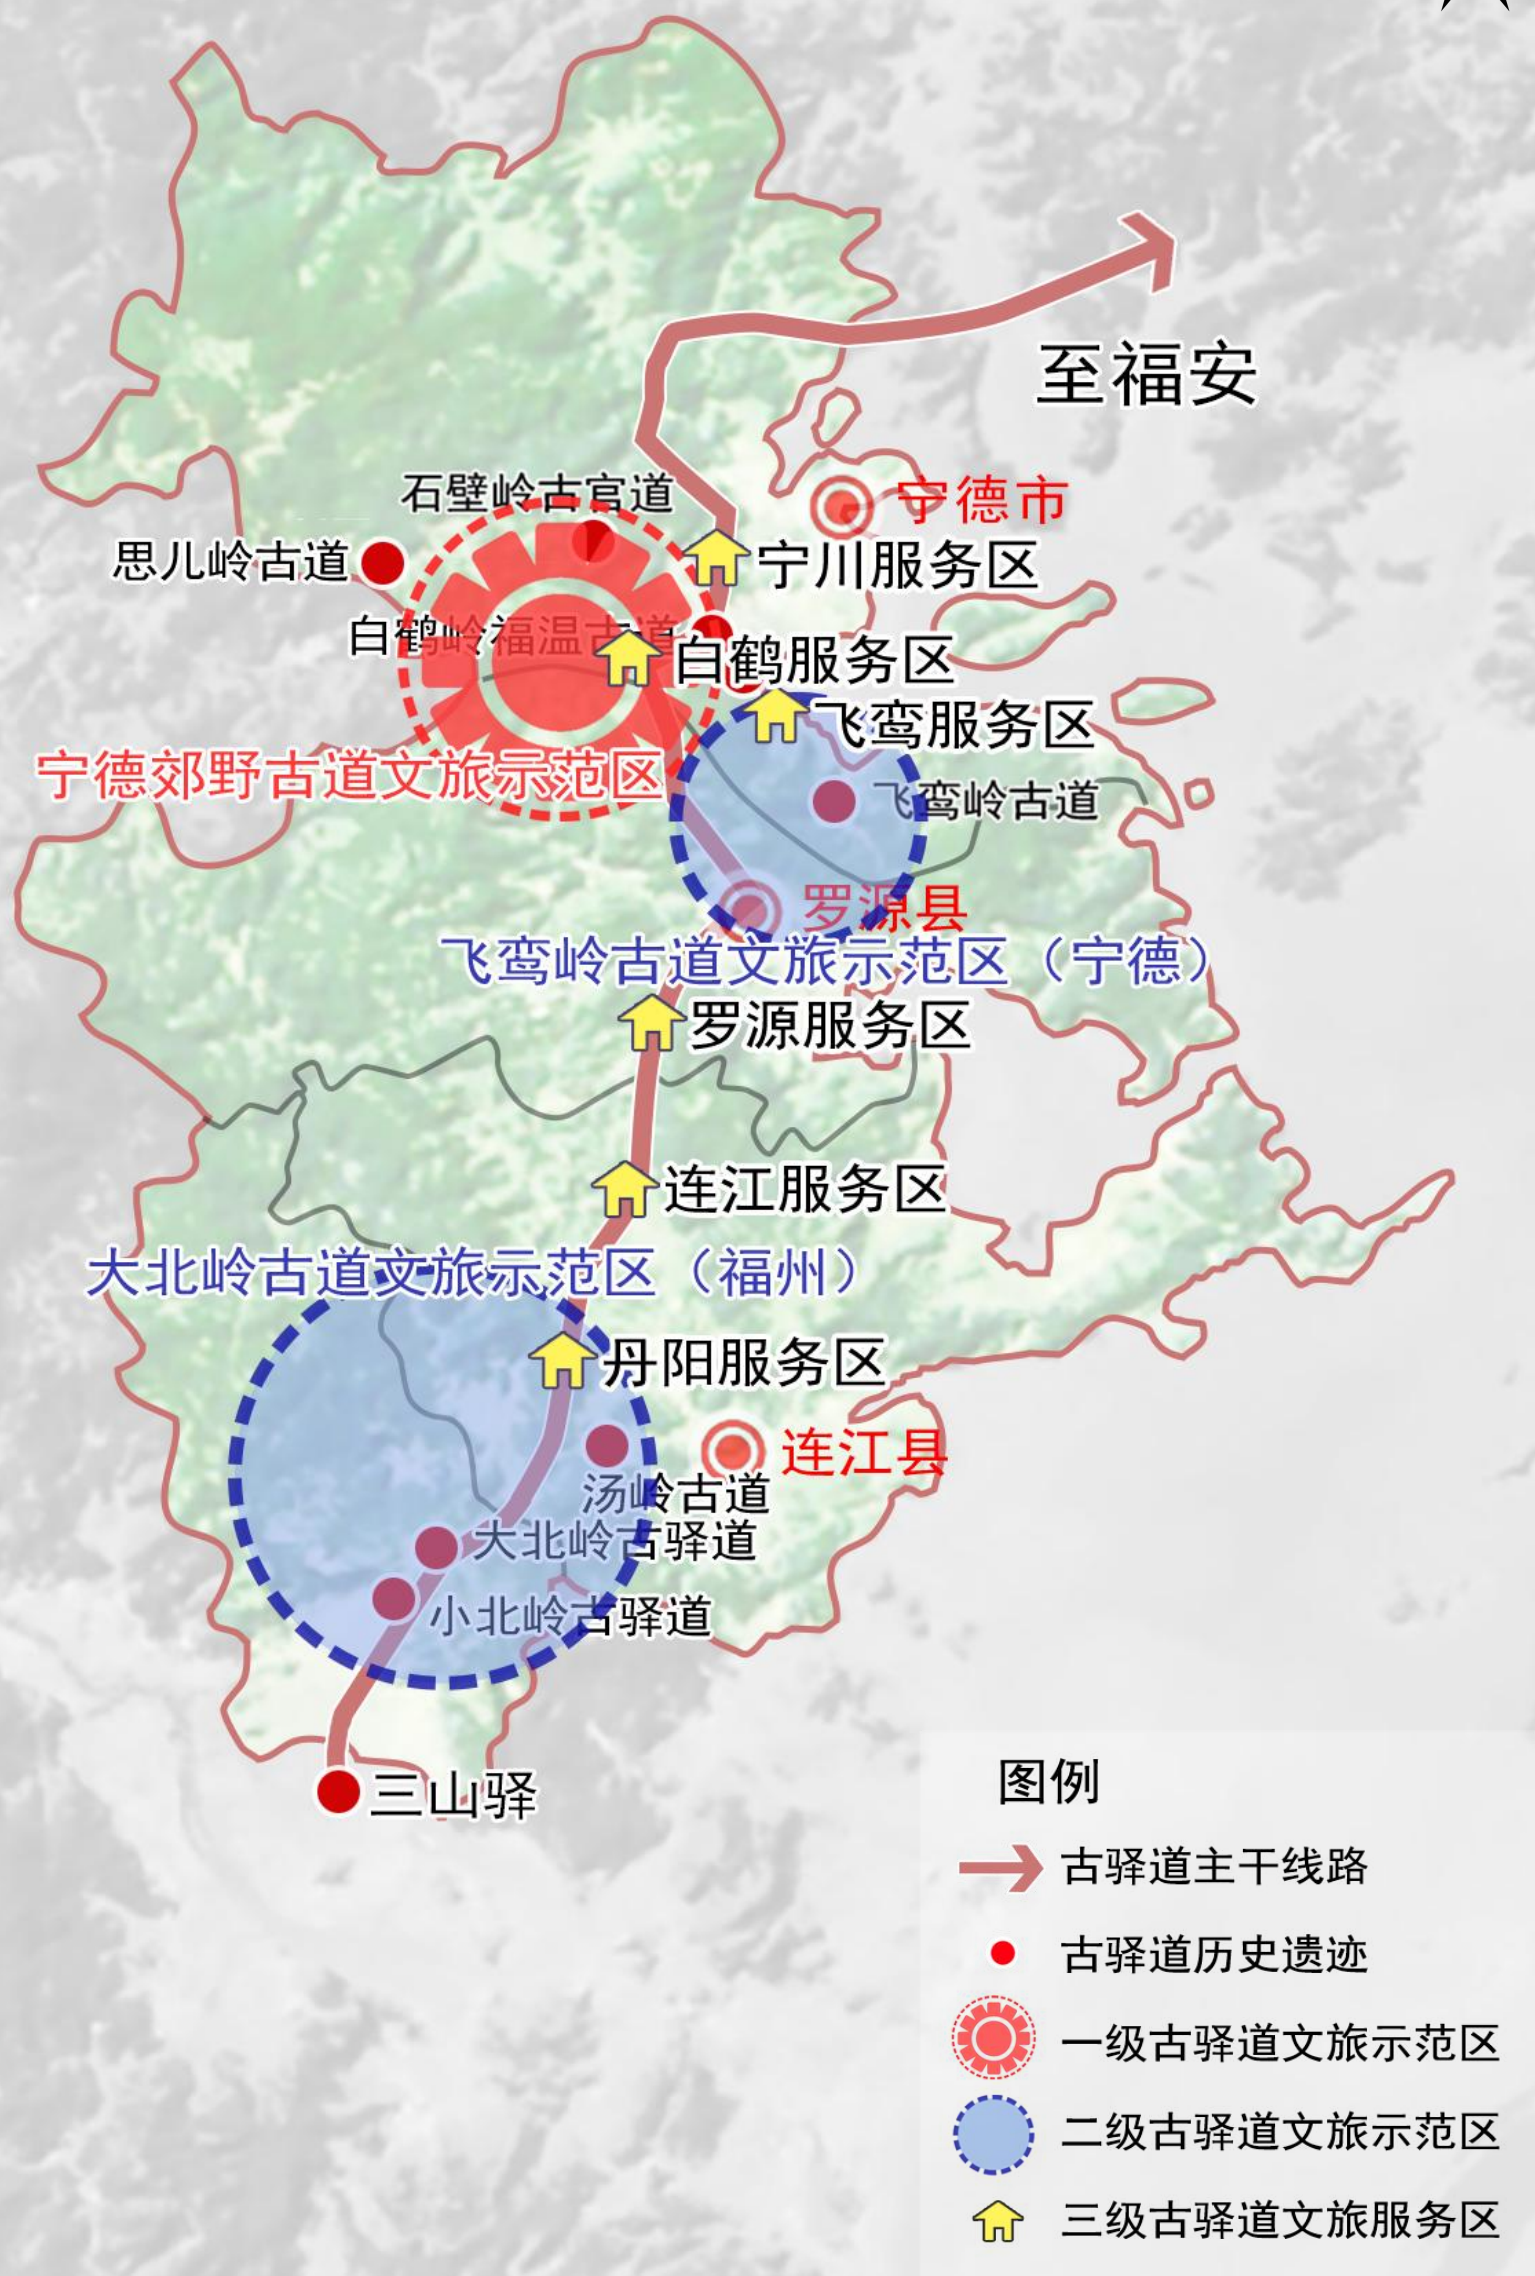 至福安
石壁岭古官道
宁德市
思儿岭古道
宁川服务区
白鹤岭福温古道
白鹤服务区
飞鸾服务区
宁德郊野古道文旅示范区
飞鸾岭古道
罗源县
飞鸾岭古道文旅示范区（宁德）
罗源服务区
连江服务区
大北岭古道文旅示范区（福州）
丹阳服务区
连江县
汤岭古道
大北岭古驿道
小北岭古驿道
三山驿
图例
古驿道主干线路
古驿道历史遗迹
一级古驿道文旅示范区
二级古驿道文旅示范区
三级古驿道文旅服务区